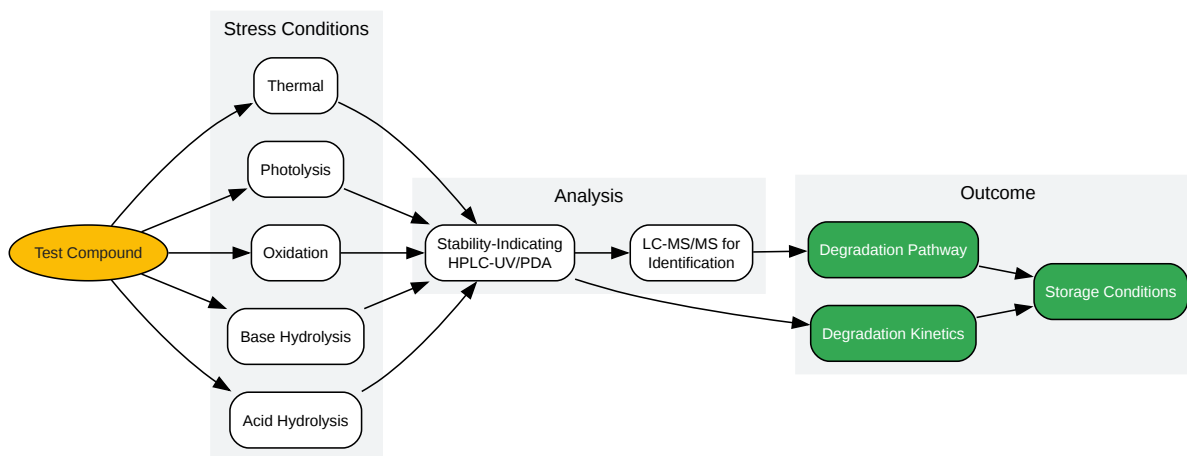 Stress Conditions
Thermal
Photolysis
Oxidation
Base Hydrolysis
Acid Hydrolysis
Test Compound
Analysis
Stability-Indicating
HPLC-UV/PDA
LC-MS/MS for
Identification
Outcome
Degradation Pathway
Degradation Kinetics
Storage Conditions